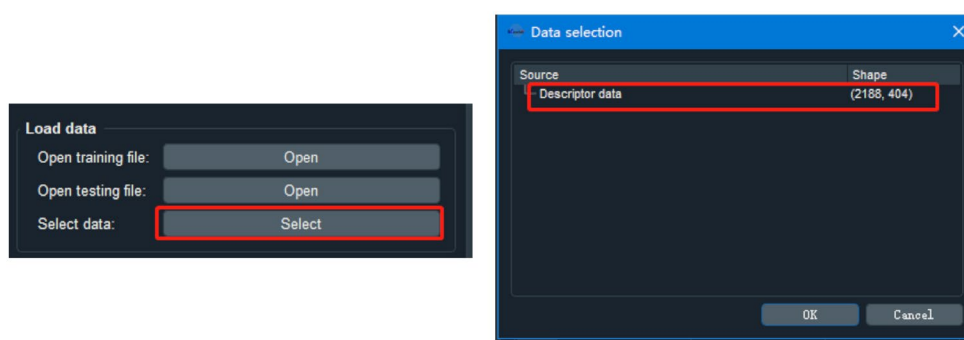 Load data
Open training file: Open
Open testing file: Open
Select data: Select
Data selection
Source Shape
Descriptor data (2188, 404)
OK Cancel